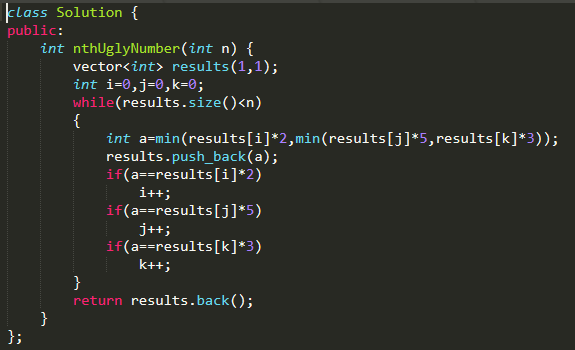 class Solution {
public:
    int nthUglyNumber(int n) {
        vector<int> results(1,1);
        int i=0,j=0,k=0;
        while(results.size()<n)
        {
            int a=min(results[i]*2,min(results[j]*5,results[k]*3));
            results.push_back(a);
            if(a==results[i]*2)
                i++;
            if(a==results[j]*5)
                j++;
            if(a==results[k]*3)
                k++;
        }
        return results.back();
    }
};